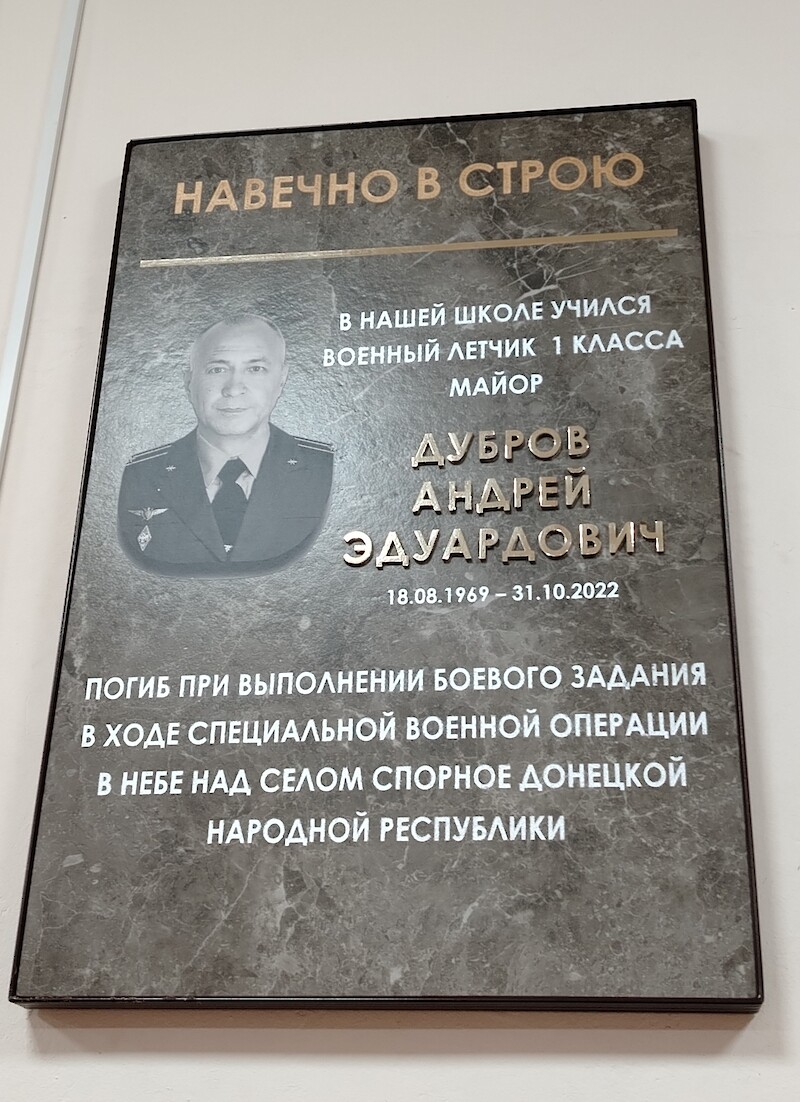 НАВЕЧНО В СТРОЮ
В НАШЕЙ ШКОЛЕ УЧИЛСЯ
ВОЕННЫЙ ЛЕТЧИК 1 КЛАССА
МАЙОР
ДУБРОВ
АНДРЕЙ
ЭДУАРДОВИЧ
18.08.1969 – 31.10.2022
ПОГИБ ПРИ ВЫПОЛНЕНИИ БОЕВОГО ЗАДАНИЯ
В ХОДЕ СПЕЦИАЛЬНОЙ ВОЕННОЙ ОПЕРАЦИИ
В НЕБЕ НАД СЕЛОМ СПОРНОЕ ДОНЕЦКОЙ
НАРОДНОЙ РЕСПУБЛИКИ